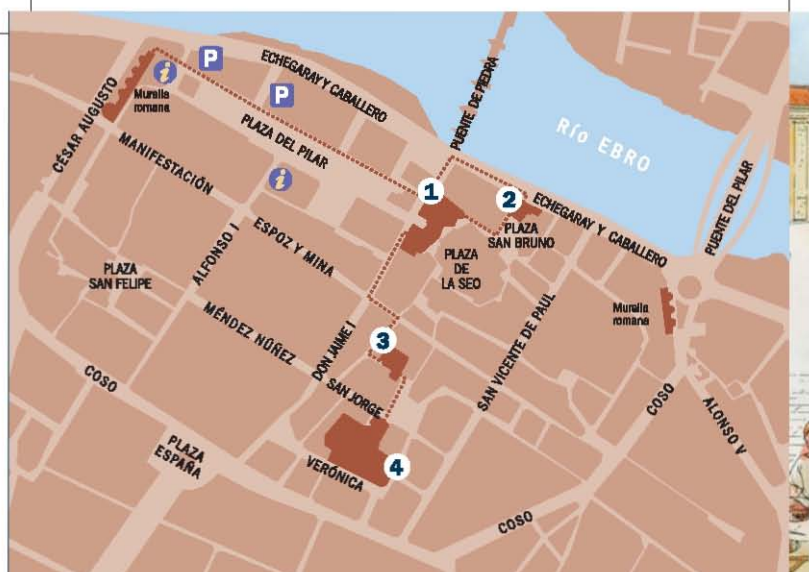 P
ECHEGARAY Y CABALLERO
PUENTE DE PIEDRA
i
Muralla
romana
P
CÉSAR AUGUSTO
PLAZA DEL PILAR
Río EBRO
MANIFESTACIÓN
i
1
2
ECHEGARAY Y CABALLERO
PUENTE DEL PILAR
PLAZA
SAN BRUNO
ALFONSO I
ESPOZ Y MINA
PLAZA
DE
LA SEO
PLAZA
SAN FELIPE
MÉNDEZ NÚÑEZ
DON JAIME I
3
SAN VICENTE DE PAUL
Muralla
romana
COSO
SAN JORGE
COSO
ALONSO V
PLAZA
ESPAÑA
VERÓNICA
4
COSO